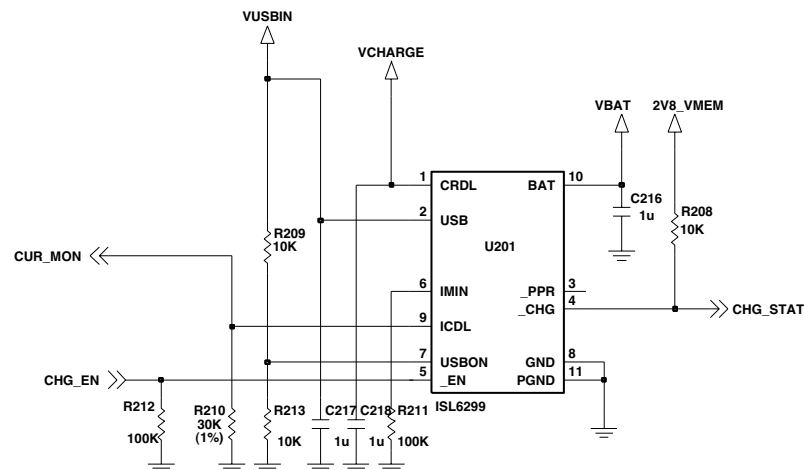 VUSBIN
VCHARGE
VBAT
2V8_VMEM
1
CRDL
BAT
10
C216
1u
R208
10K
2
USB
U201
R209
10K
CUR_MON
6
IMIN
_PPR
3
_CHG
4
CHG_STAT
9
ICDL
7
USBON
GND
8
CHG_EN
5
_EN
PGND
11
ISL6299
R212
100K
R210
30K
(1%)
R213
10K
C217
1u
C218
1u
R211
100K